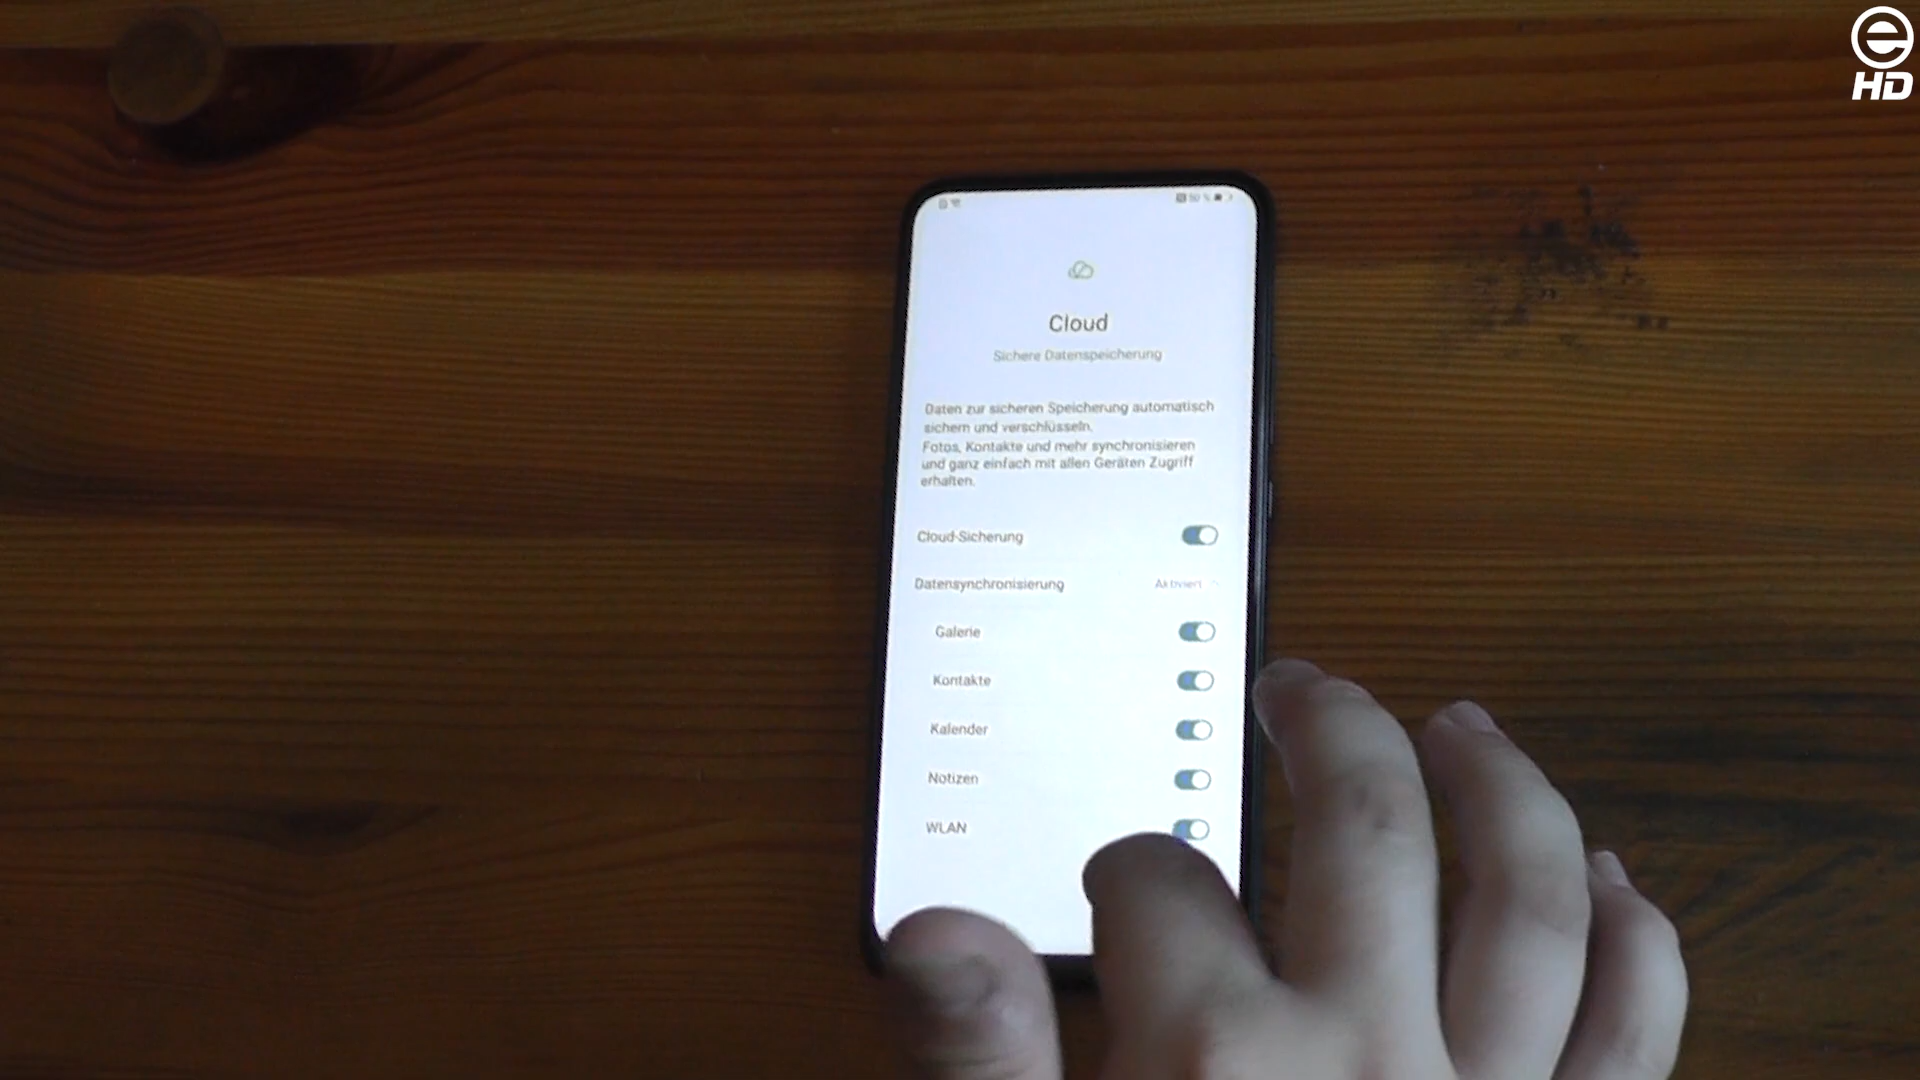 e
HD
Cloud
Sichere Datenspeicherung
Daten zur sicheren Speicherung automatisch
sichern und verschlüsseln.
Fotos, Kontakte und mehr synchronisieren
und ganz einfach mit allen Geräten Zugriff
erhalten.
Cloud-Sicherung
Datensynchronisierung Aktiviert
Galerie
Kontakte
Kalender
Notizen
WLAN